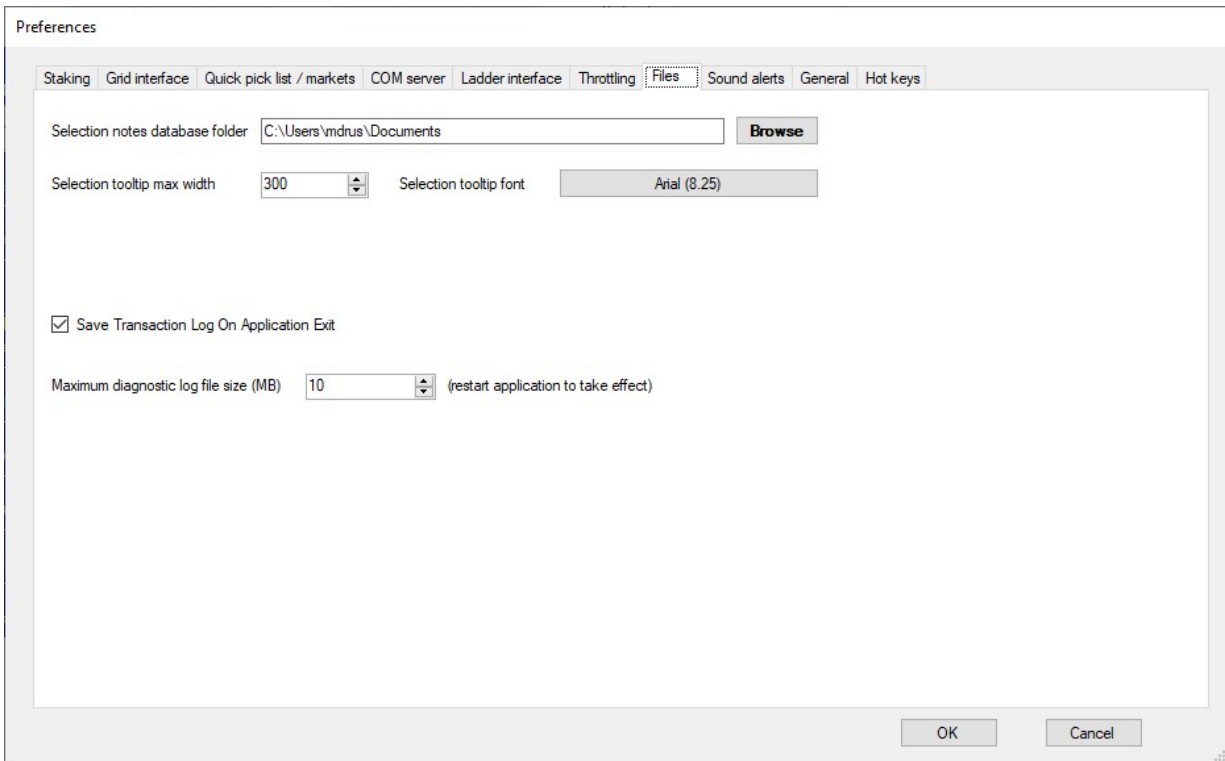 Preferences
Staking Grid interface Quick pick list / markets COM server Ladder interface Throttling Files Sound alerts General Hot keys
Selection notes database folder C:\Users\mdrus\Documents Browse
Selection tooltip max width 300 Selection tooltip font Arial (8.25)
Save Transaction Log On Application Exit
Maximum diagnostic log file size (MB) 10 (restart application to take effect)
OK Cancel